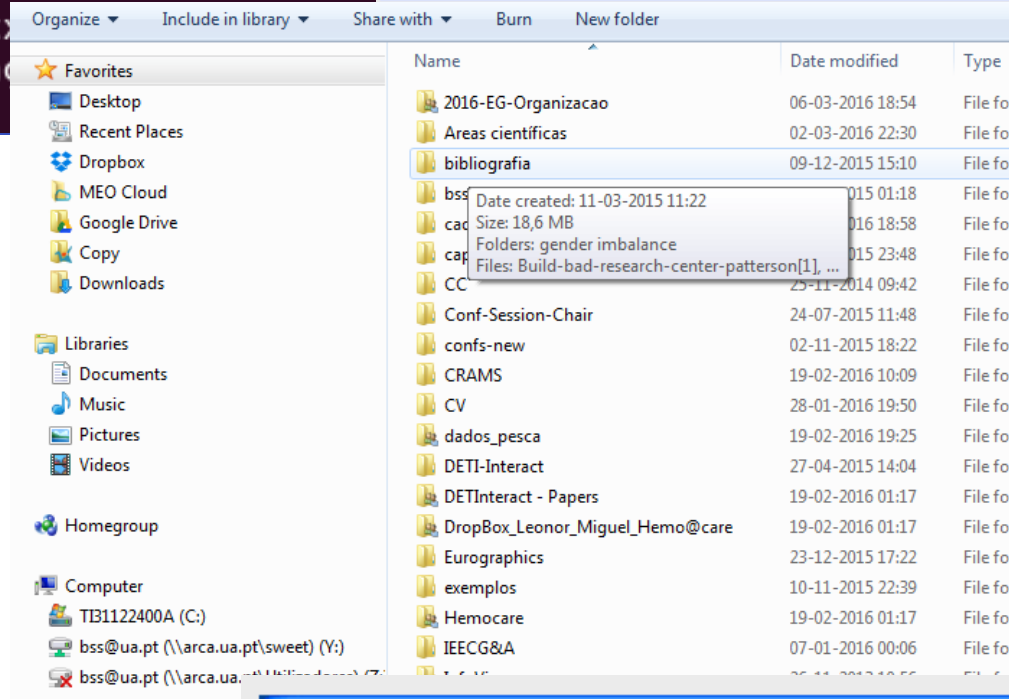 Organize Include in library Share with Burn New folder
Favorites
Desktop
Recent Places
Dropbox
MEO Cloud
Google Drive
Copy
Downloads
Libraries
Documents
Music
Pictures
Videos
Homegroup
Computer
TI31122400A (C:)
bss@ua.pt (\\arca.ua.pt\sweet) (Y:)
bss@ua.pt (\\arca.ua.
Name Date modified Type
2016-EG-Organizacao 06-03-2016 18:54 File fo
Areas científicas 02-03-2016 22:30 File fo
bibliografia 09-12-2015 15:10 File fo
bss 015 01:18 File fo
cac 016 18:58 File fo
cap 015 23:48 File fo
Date created: 11-03-2015 11:22
Size: 18,6 MB
Folders: gender imbalance
Files: Build-bad-research-center-patterson[1], ...
CC 25-11-2014 09:42 File fo
Conf-Session-Chair 24-07-2015 11:48 File fo
confs-new 02-11-2015 18:22 File fo
CRAMS 19-02-2016 10:09 File fo
CV 28-01-2016 19:50 File fo
dados_pesca 19-02-2016 19:25 File fo
DETI-Interact 27-04-2015 14:04 File fo
DETInteract - Papers 19-02-2016 01:17 File fo
DropBox_Leonor_Miguel_Hemo@care 19-02-2016 01:17 File fo
Eurographics 23-12-2015 17:22 File fo
exemplos 10-11-2015 22:39 File fo
Hemocare 19-02-2016 01:17 File fo
IEECG&A 07-01-2016 00:06 File fo